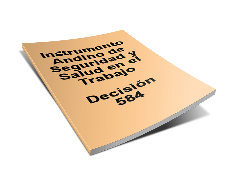 Instrumento
Andino de
Seguridad y
Salud en el
Trabajo
Decisión
584